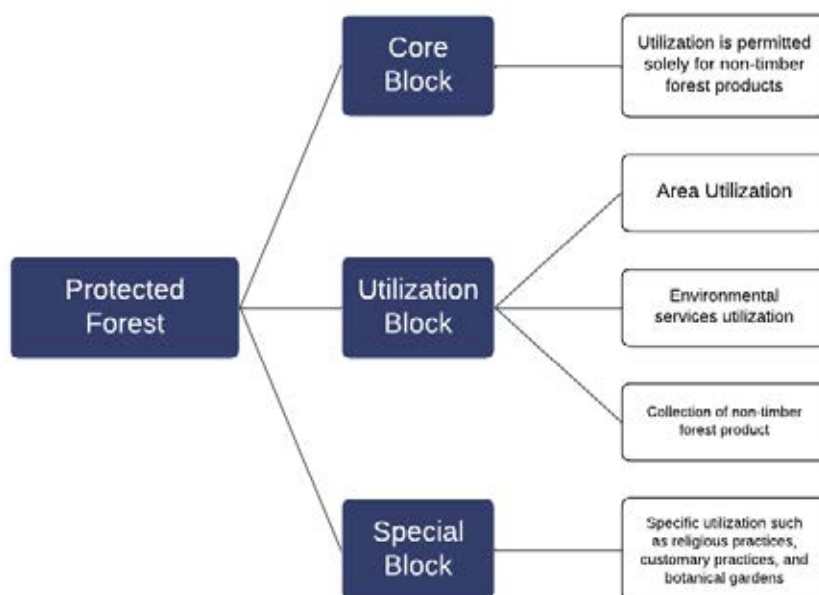 Protected
Forest
Core
Block
Utilization is permitted
solely for non-timber
forest products
Utilization
Block
Area Utilization
Environmental
services utilization
Collection of non-timber
forest product
Special
Block
Specific utilization such
as religious practices,
customary practices, and
botanical gardens